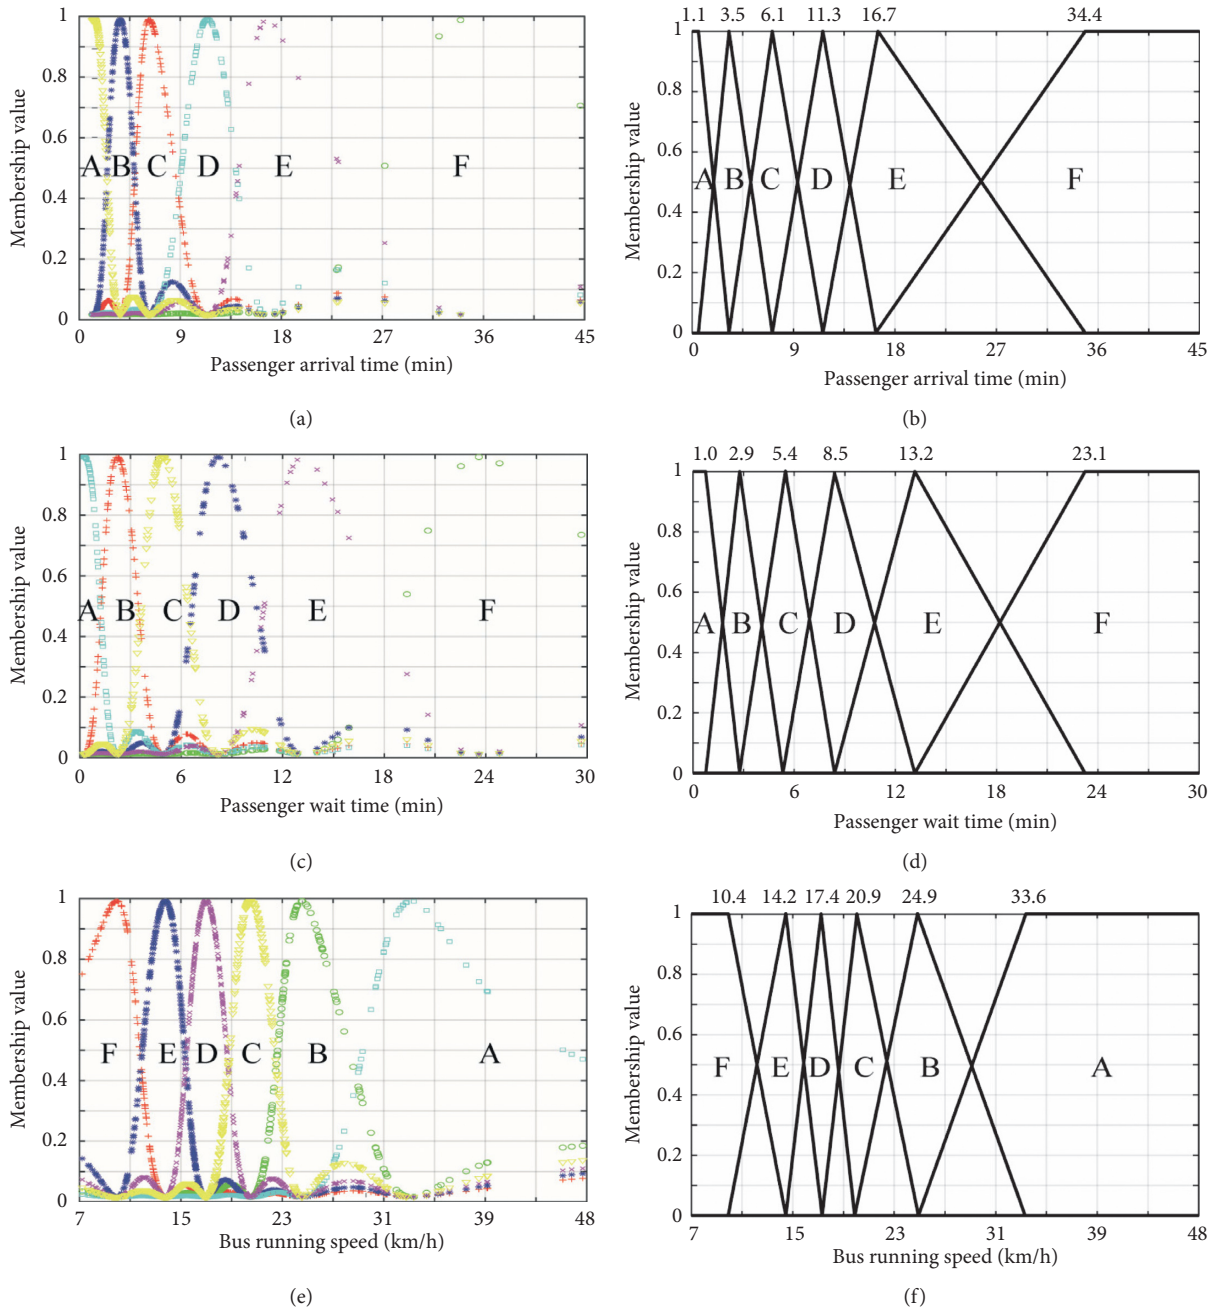 1
0.8
0.6
0.4
0.2
0
Membership value
A B C D E F
0 9 18 27 36 45
Passenger arrival time (min)
(a)
1.1 3.5 6.1 11.3 16.7 34.4
1
0.8
0.6
0.4
0.2
0
Membership value
A B C D E F
0 9 18 27 36 45
Passenger arrival time (min)
(b)
1
0.8
0.6
0.4
0.2
0
Membership value
A B C D E F
0 6 12 18 24 30
Passenger wait time (min)
(c)
1.0 2.9 5.4 8.5 13.2 23.1
1
0.8
0.6
0.4
0.2
0
Membership value
A B C D E F
0 6 12 18 24 30
Passenger wait time (min)
(d)
1
0.8
0.6
0.4
0.2
0
Membership value
F E D C B A
7 15 23 31 39 48
Bus running speed (km/h)
(e)
10.4 14.2 17.4 20.9 24.9 33.6
1
0.8
0.6
0.4
0.2
0
Membership value
F E D C B A
7 15 23 31 39 48
Bus running speed (km/h)
(f)